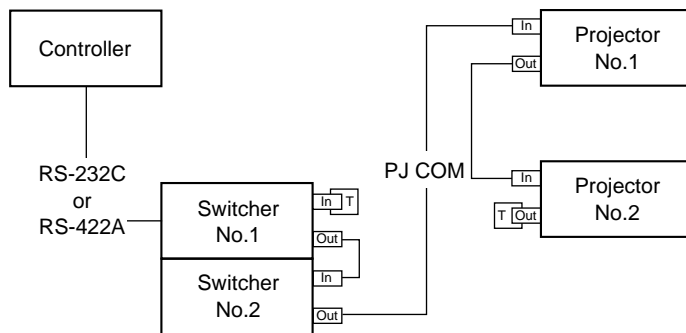 Controller
RS-232C
or
RS-422A
Switcher
No.1
In
T
Out
Switcher
No.2
In
Out
PJ COM
In
Projector
No.1
Out
In
Projector
No.2
T
Out